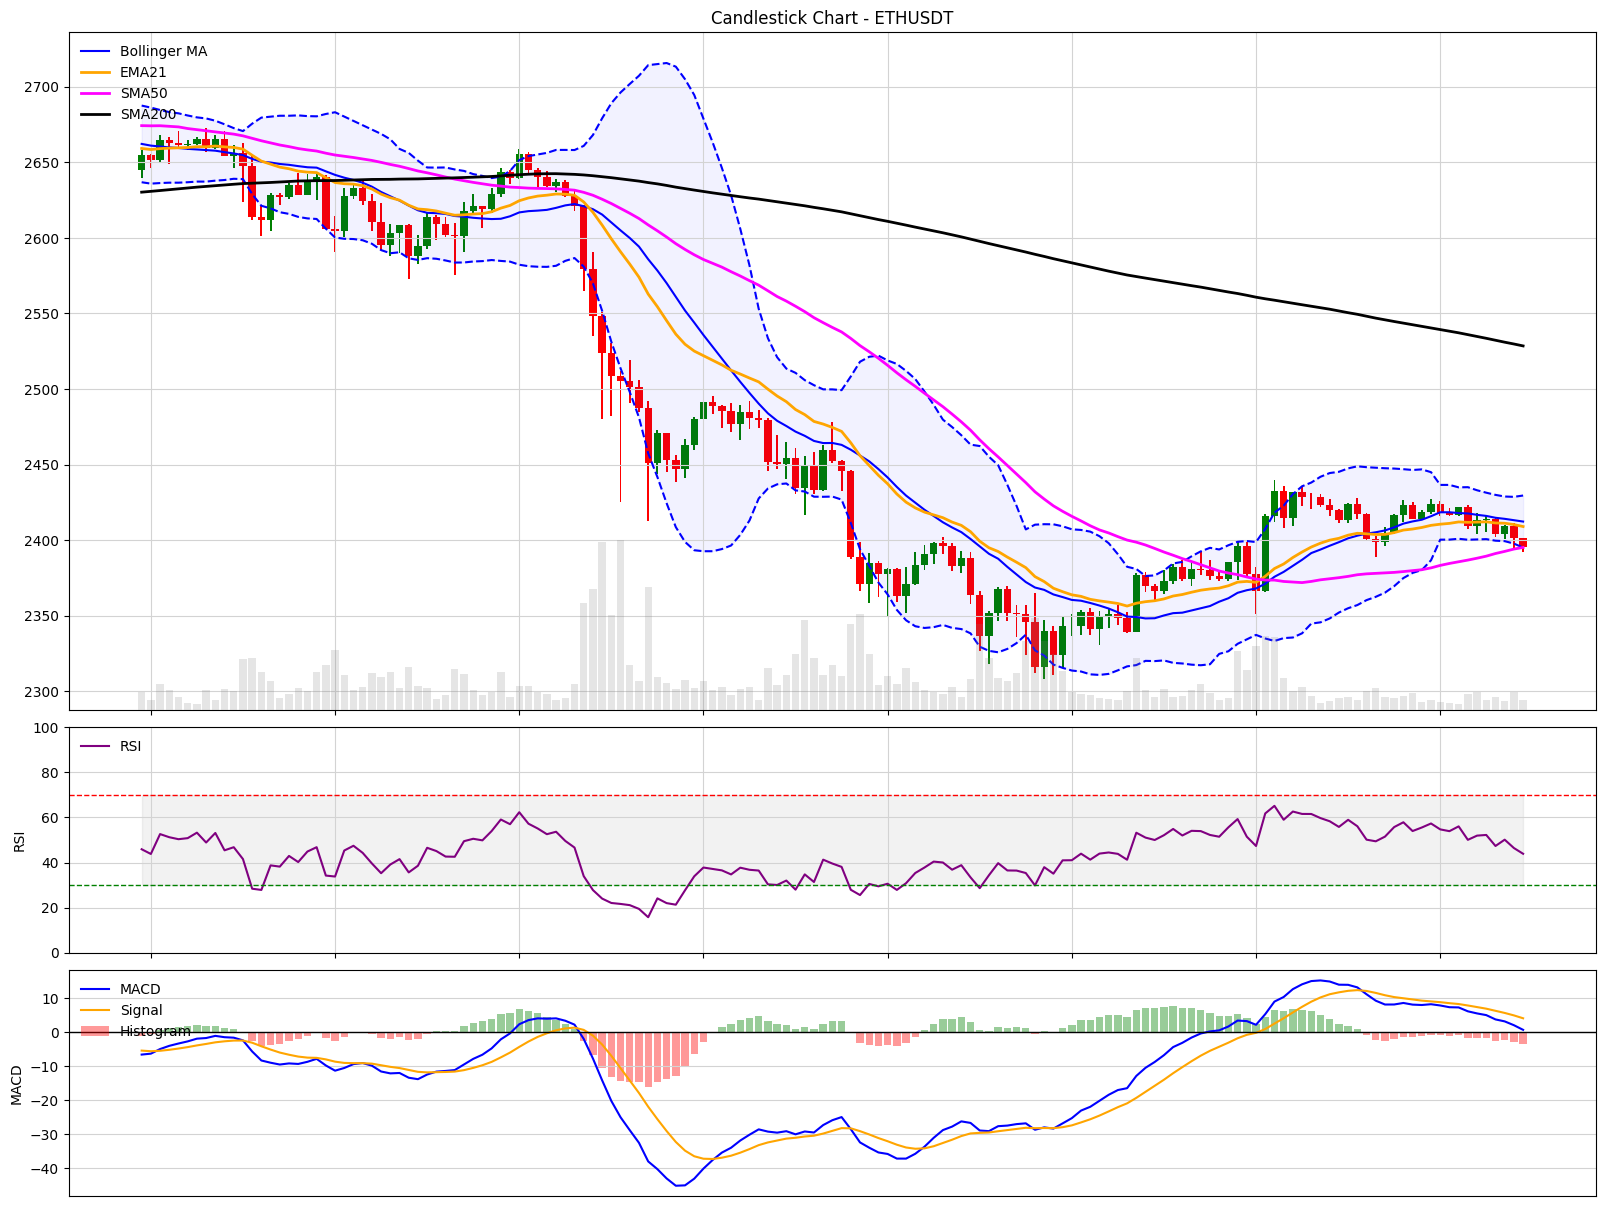 Candlestick Chart - ETHUSDT
Bollinger MA
EMA21
SMA50
SMA200
2700
2650
2600
2550
2500
2450
2400
2350
2300
RSI
100
80
60
40
20
0
RSI
MACD
Signal
Histogram
10
0
−10
−20
−30
−40
MACD